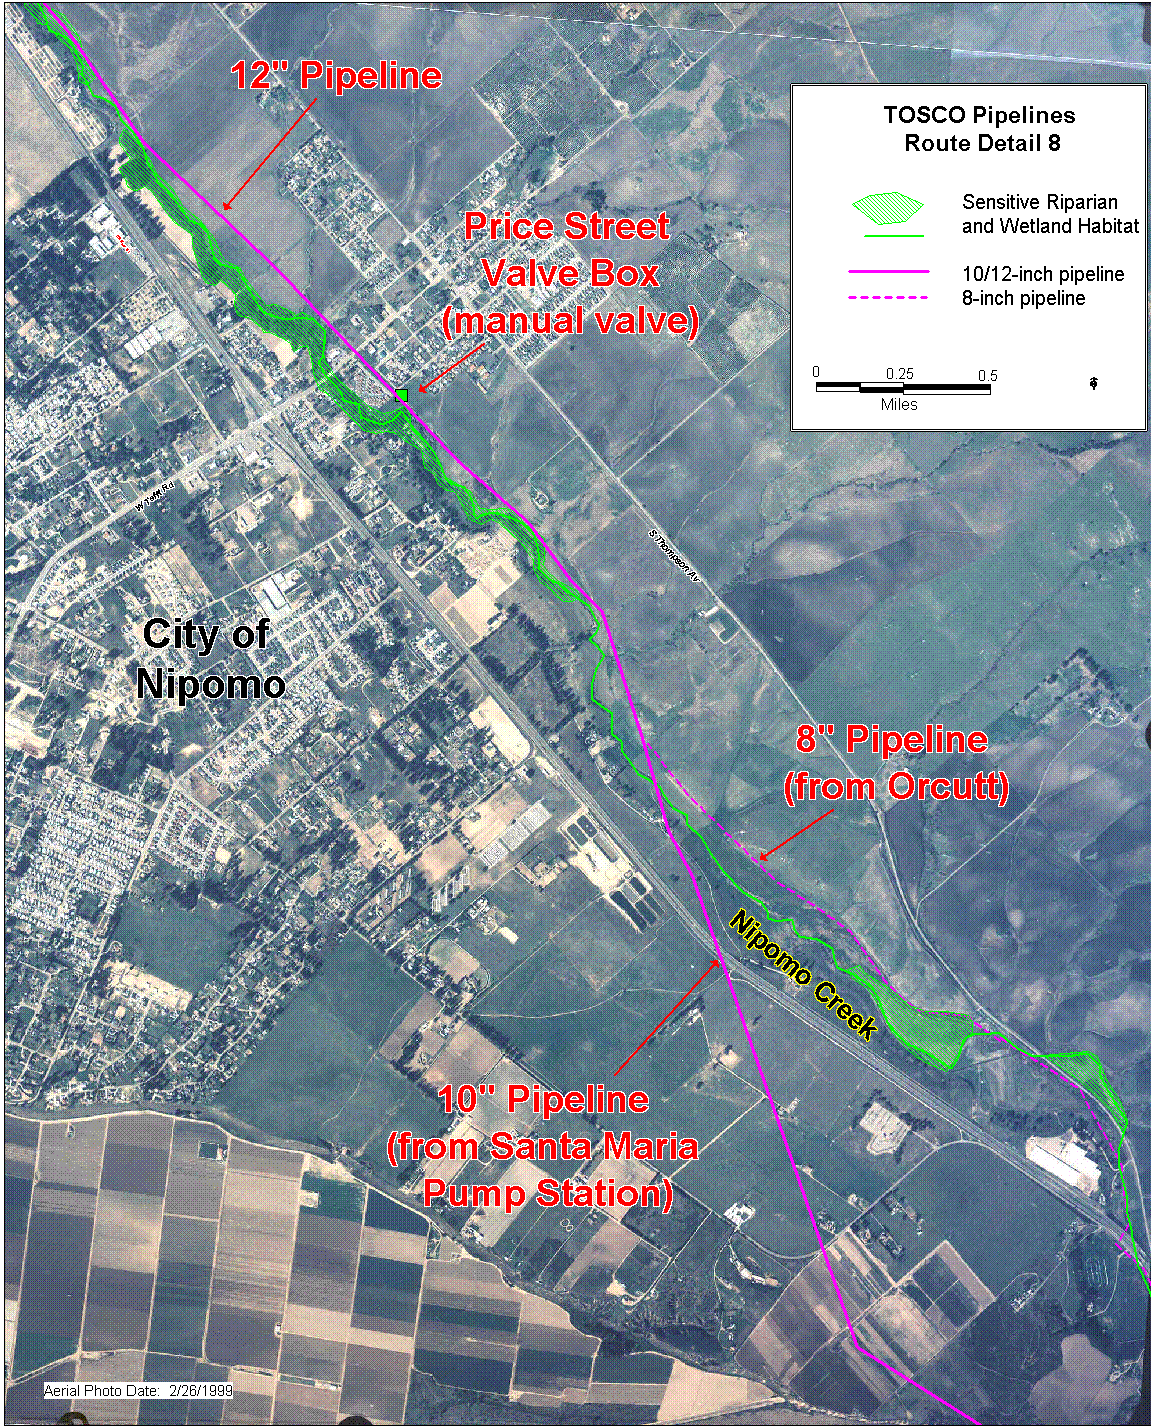 12" Pipeline
TOSCO Pipelines
Route Detail 8
Sensitive Riparian
and Wetland Habitat
10/12-inch pipeline
8-inch pipeline
0 0.25 0.5
Miles
Price Street
Valve Box
(manual valve)
W Tefft Rd
S Thompson Av
City of
Nipomo
8" Pipeline
(from Orcutt)
Nipomo Creek
10" Pipeline
(from Santa Maria
Pump Station)
Aerial Photo Date: 2/26/1999